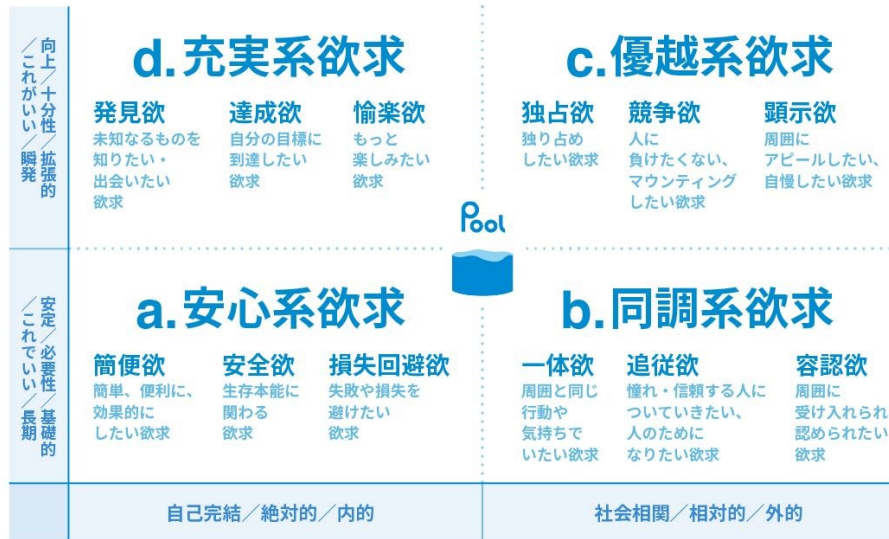 向上／十分性／拡張的
／これがいい／瞬発
d.充実系欲求
発見欲
未知なるものを
知りたい・
出会いたい
欲求
達成欲
自分の目標に
到達したい
欲求
愉楽欲
もっと
楽しみたい
欲求
c.優越系欲求
独占欲
独り占め
したい欲求
競争欲
人に
負けたくない、
マウンティング
したい欲求
顕示欲
周囲に
アピールしたい、
自慢したい欲求
Pool
安定／必要性／基礎的
／これでいい／長期
a.安心系欲求
簡便欲
簡単、便利に、
効果的に
したい欲求
安全欲
生存本能に
関わる
欲求
損失回避欲
失敗や損失を
避けたい
欲求
b.同調系欲求
一体欲
周囲と同じ
行動や
気持ちで
いたい欲求
追従欲
憧れ・信頼する人に
ついていきたい、
人のために
なりたい欲求
容認欲
周囲に
受け入れられ
認められたい
欲求
自己完結／絶対的／内的
社会相関／相対的／外的